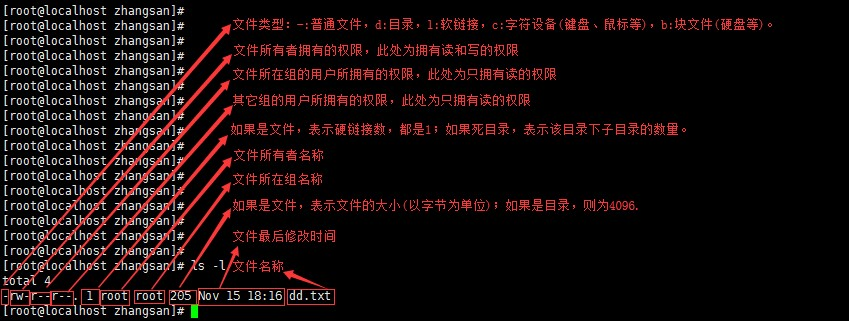 [root@localhost zhangsan]#
[root@localhost zhangsan]# 文件类型: -:普通文件, d:目录, l:软链接, c:字符设备(键盘、鼠标等), b:块文件(硬盘等)。
[root@localhost zhangsan]#
[root@localhost zhangsan]# 文件所有者拥有的权限, 此处为拥有读和写的权限
[root@localhost zhangsan]#
[root@localhost zhangsan]# 文件所在组的用户所拥有的权限, 此处为只拥有读的权限
[root@localhost zhangsan]#
[root@localhost zhangsan]# 其它组的用户所拥有的权限, 此处为只拥有读的权限
[root@localhost zhangsan]#
[root@localhost zhangsan]# 如果是文件, 表示硬链接数, 都是1; 如果死目录, 表示该目录下子目录的数量。
[root@localhost zhangsan]#
[root@localhost zhangsan]# 文件所有者名称
[root@localhost zhangsan]#
[root@localhost zhangsan]# 文件所在组名称
[root@localhost zhangsan]#
[root@localhost zhangsan]# 如果是文件, 表示文件的大小(以字节为单位); 如果是目录, 则为4096.
[root@localhost zhangsan]#
[root@localhost zhangsan]# 文件最后修改时间
[root@localhost zhangsan]#
[root@localhost zhangsan]# ls -l 文件名称
total 4
-rw-r--r--. 1 root root 205 Nov 15 18:16 dd.txt
[root@localhost zhangsan]#